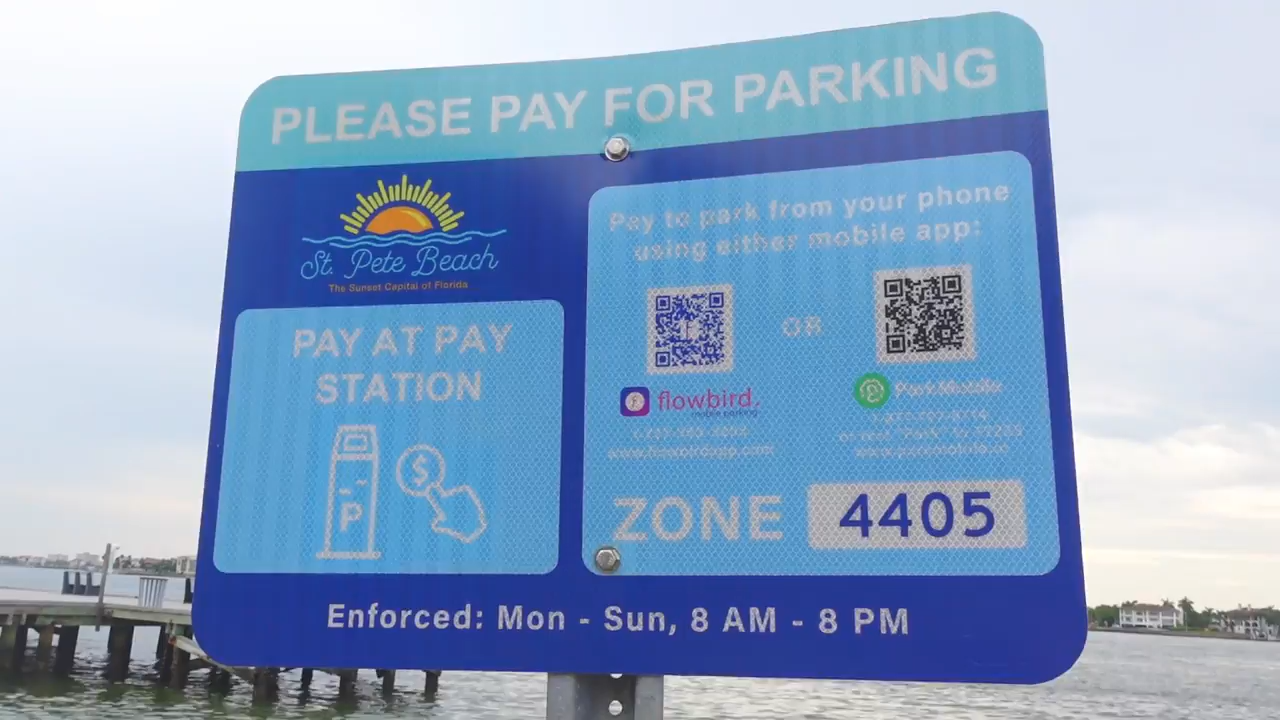 PLEASE PAY FOR PARKING
St. Pete Beach
The Sunset Capital of Florida
PAY AT PAY
STATION
P
$
Pay to park from your phone
using either mobile app:
OR
flowbird.
mobile parking
ParkMobile
ZONE 4405
Enforced: Mon - Sun, 8 AM - 8 PM